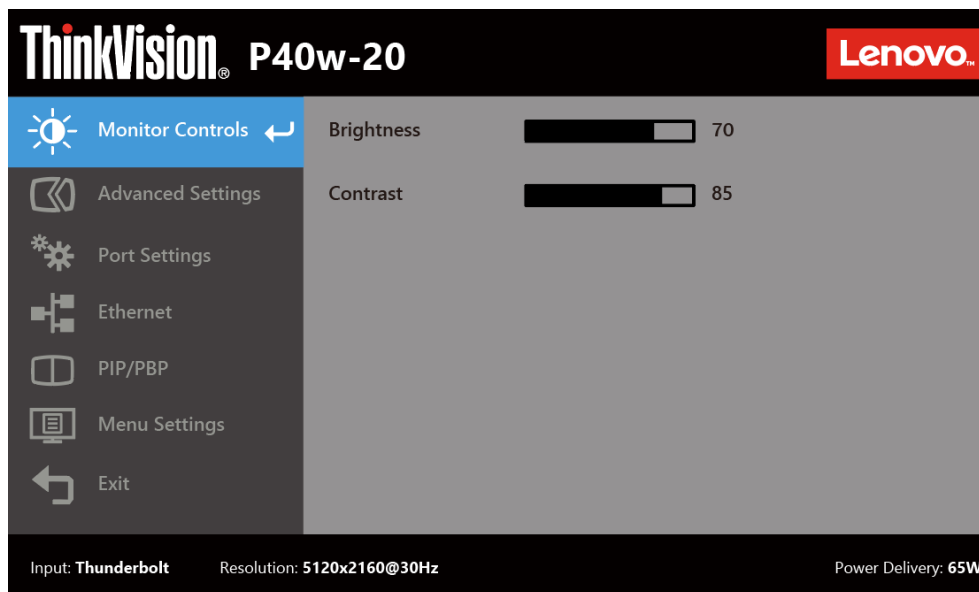 ThinkVision® P40w-20
Lenovo™
Monitor Controls
Brightness 70
Contrast 85
Advanced Settings
Port Settings
Ethernet
PIP/PBP
Menu Settings
Exit
Input: Thunderbolt Resolution: 5120x2160@30Hz Power Delivery: 65W